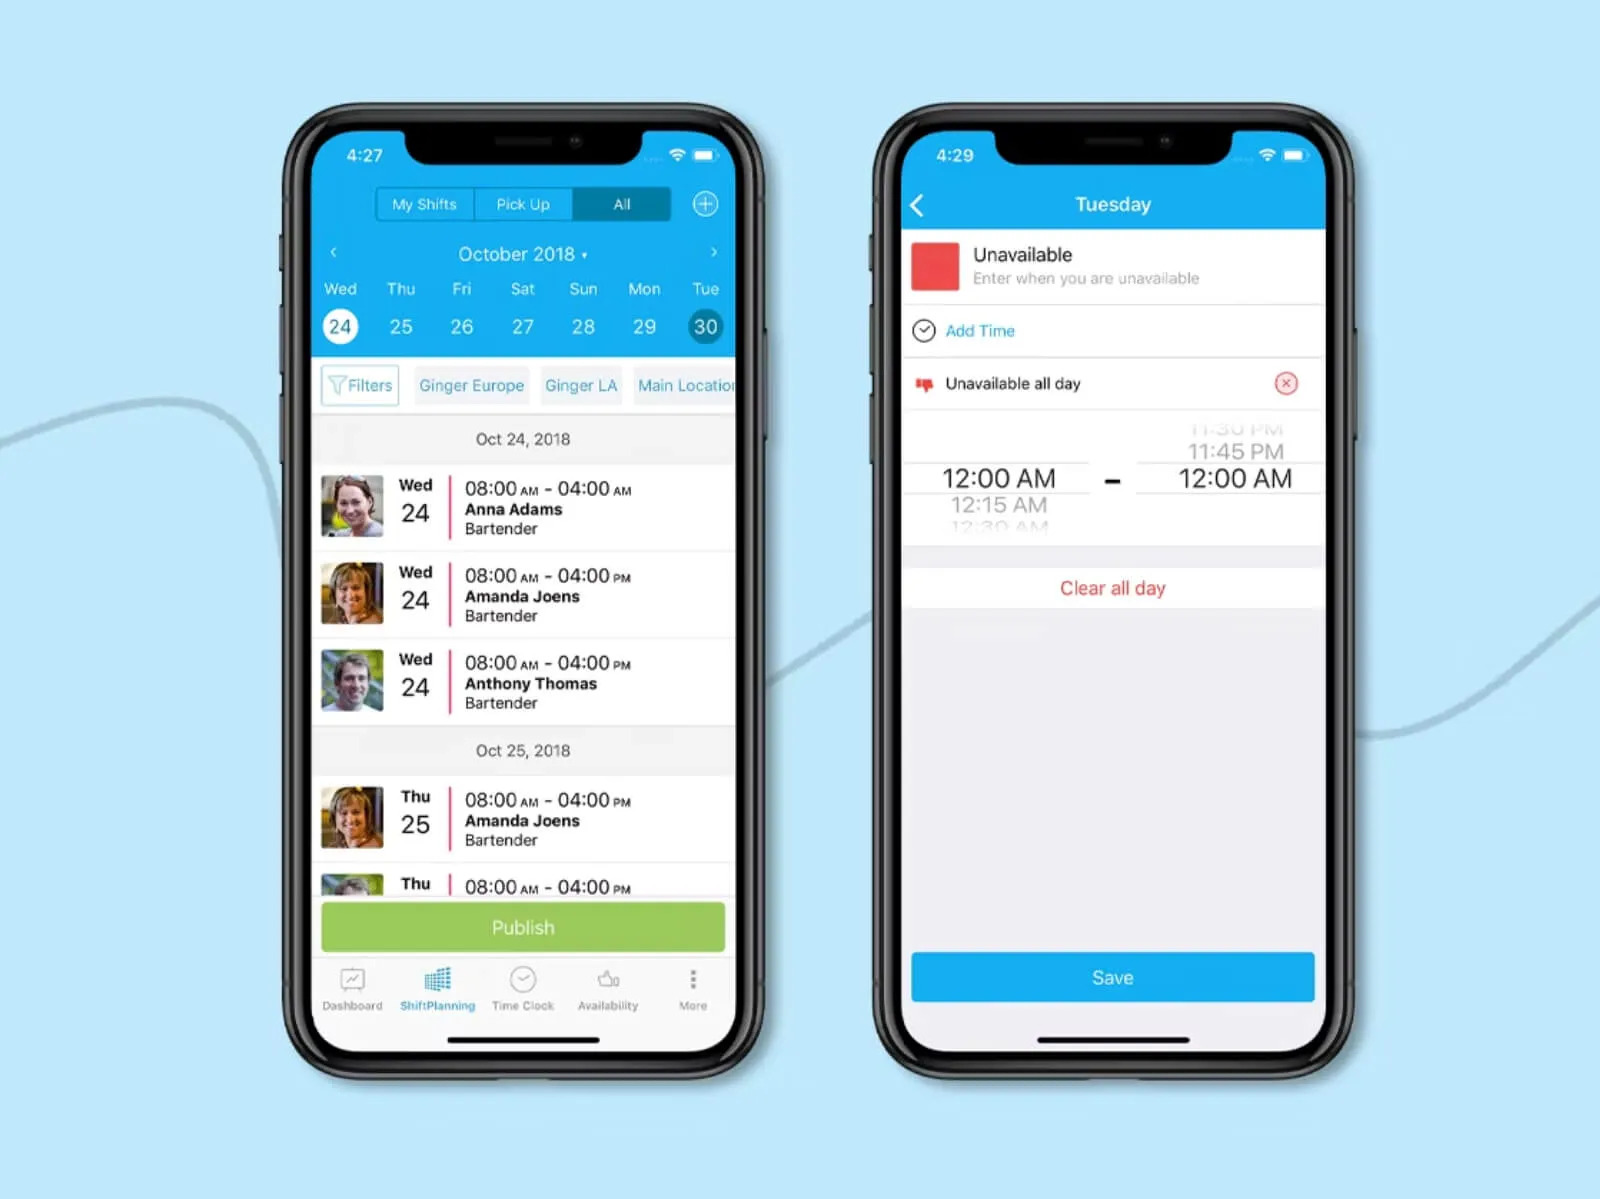 4:27
My Shifts Pick Up All
October 2018
Wed Thu Fri Sat Sun Mon Tue
24 25 26 27 28 29 30
Filters Ginger Europe Ginger LA Main Location
Oct 24, 2018
Wed
24
08:00 AM - 04:00 AM
Anna Adams
Bartender
Wed
24
08:00 AM - 04:00 PM
Amanda Joens
Bartender
Wed
24
08:00 AM - 04:00 PM
Anthony Thomas
Bartender
Oct 25, 2018
Thu
25
08:00 AM - 04:00 PM
Amanda Joens
Bartender
Thu
08:00 AM - 04:00 PM
Publish
Dashboard ShiftPlanning Time Clock Availability More
4:29
Tuesday
Unavailable
Enter when you are unavailable
Add Time
Unavailable all day
11:30 PM
11:45 PM
12:00 AM - 12:00 AM
12:15 AM
12:30 AM
Clear all day
Save